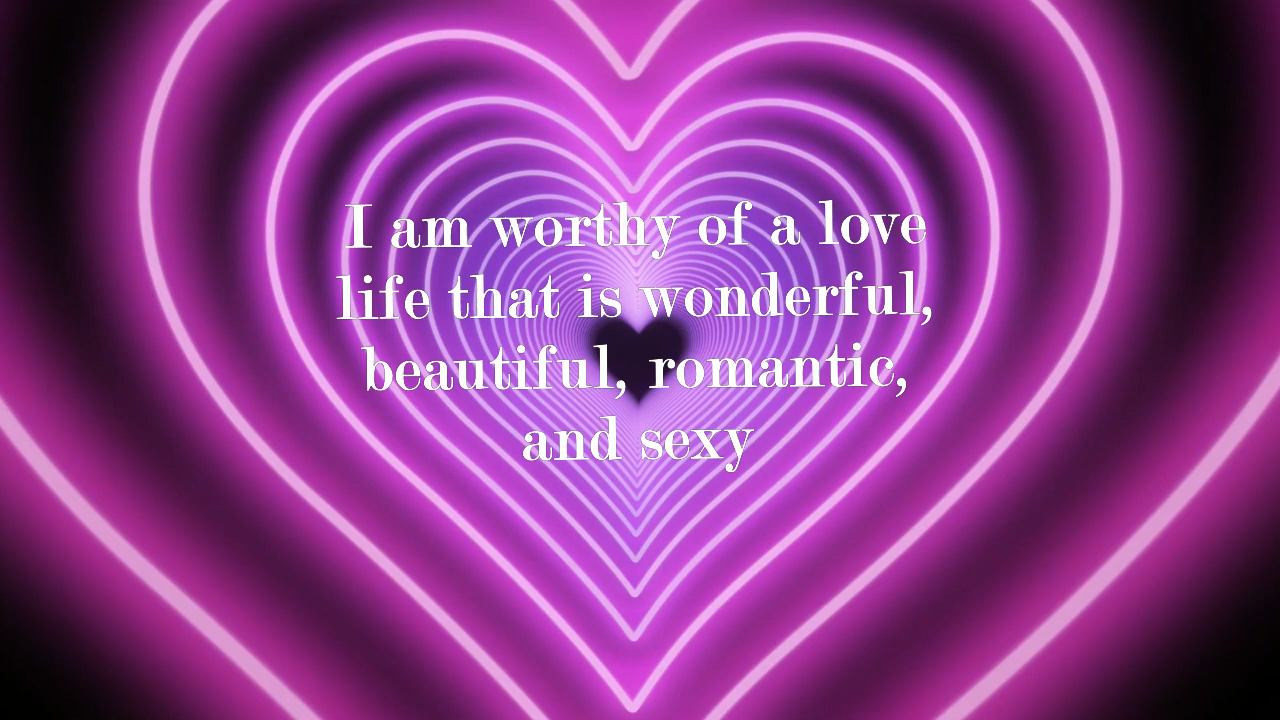 I am worthy of a love
life that is wonderful,
beautiful, romantic,
and sexy